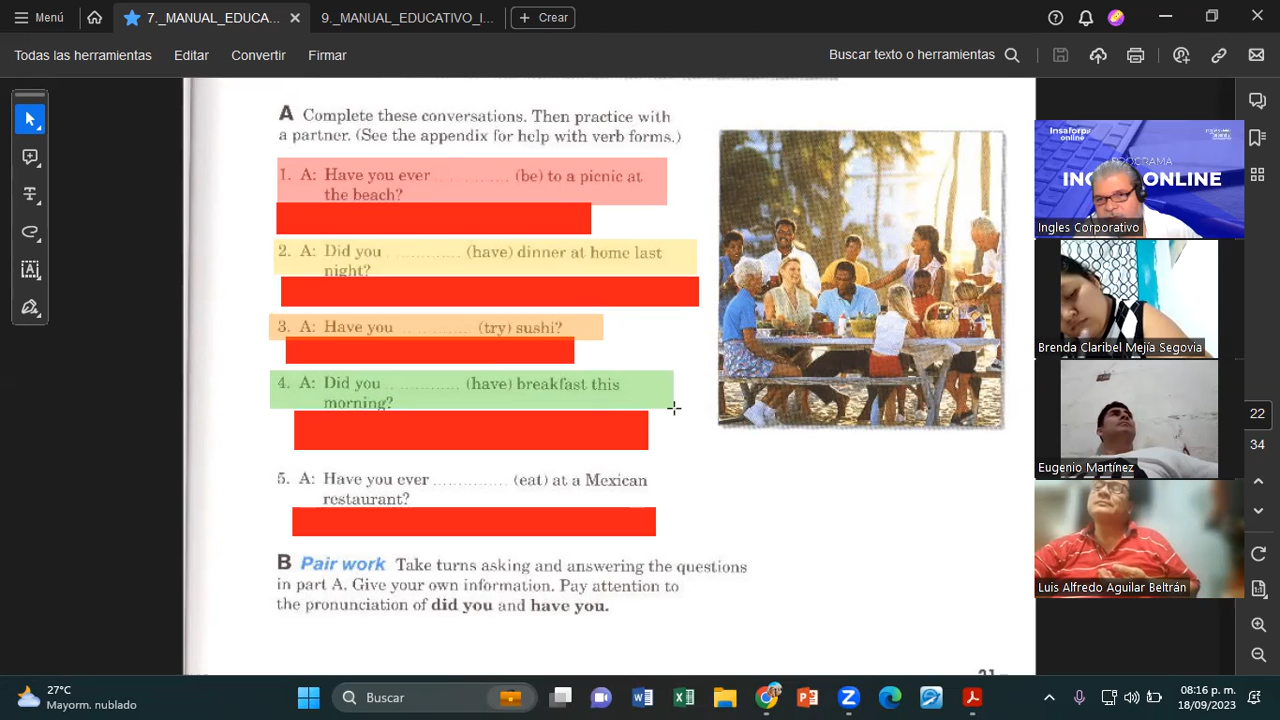 Menú
7._MANUAL_EDUCA...
9._MANUAL_EDUCATIVO_I...
Crear
Todas las herramientas
Editar
Convertir
Firmar
Buscar texto o herramientas
A Complete these conversations. Then practice with
a partner. (See the appendix for help with verb forms.)
1. A: Have you ever .............. (be) to a picnic at
the beach?
2. A: Did you .............. (have) dinner at home last
night?
3. A: Have you .............. (try) sushi?
4. A: Did you .............. (have) breakfast this
morning?
5. A: Have you ever .............. (eat) at a Mexican
restaurant?
B Pair work Take turns asking and answering the questions
in part A. Give your own information. Pay attention to
the pronunciation of did you and have you.
21
Insaforp
online
PROGRAMA
ONLINE
Ingles Corporativo
Brenda Claribel Mejía Segovia
Eugenio Martínez
Luis Alfredo Aguilar Beltrán
22
34
27°C
Mayorm. nublado
Buscar
08:16 p. m.
18/09/2023